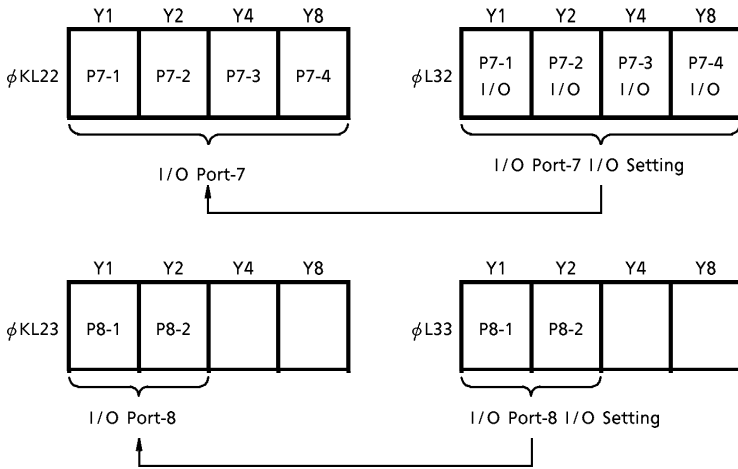 Y1 Y2 Y4 Y8 Y1 Y2 Y4 Y8
ϕKL22 P7-1 P7-2 P7-3 P7-4 ϕL32 P7-1 I/O P7-2 I/O P7-3 I/O P7-4 I/O
I/O Port-7 I/O Port-7 I/O Setting
Y1 Y2 Y4 Y8 Y1 Y2 Y4 Y8
ϕKL23 P8-1 P8-2 ϕL33 P8-1 P8-2
I/O Port-8 I/O Port-8 I/O Setting